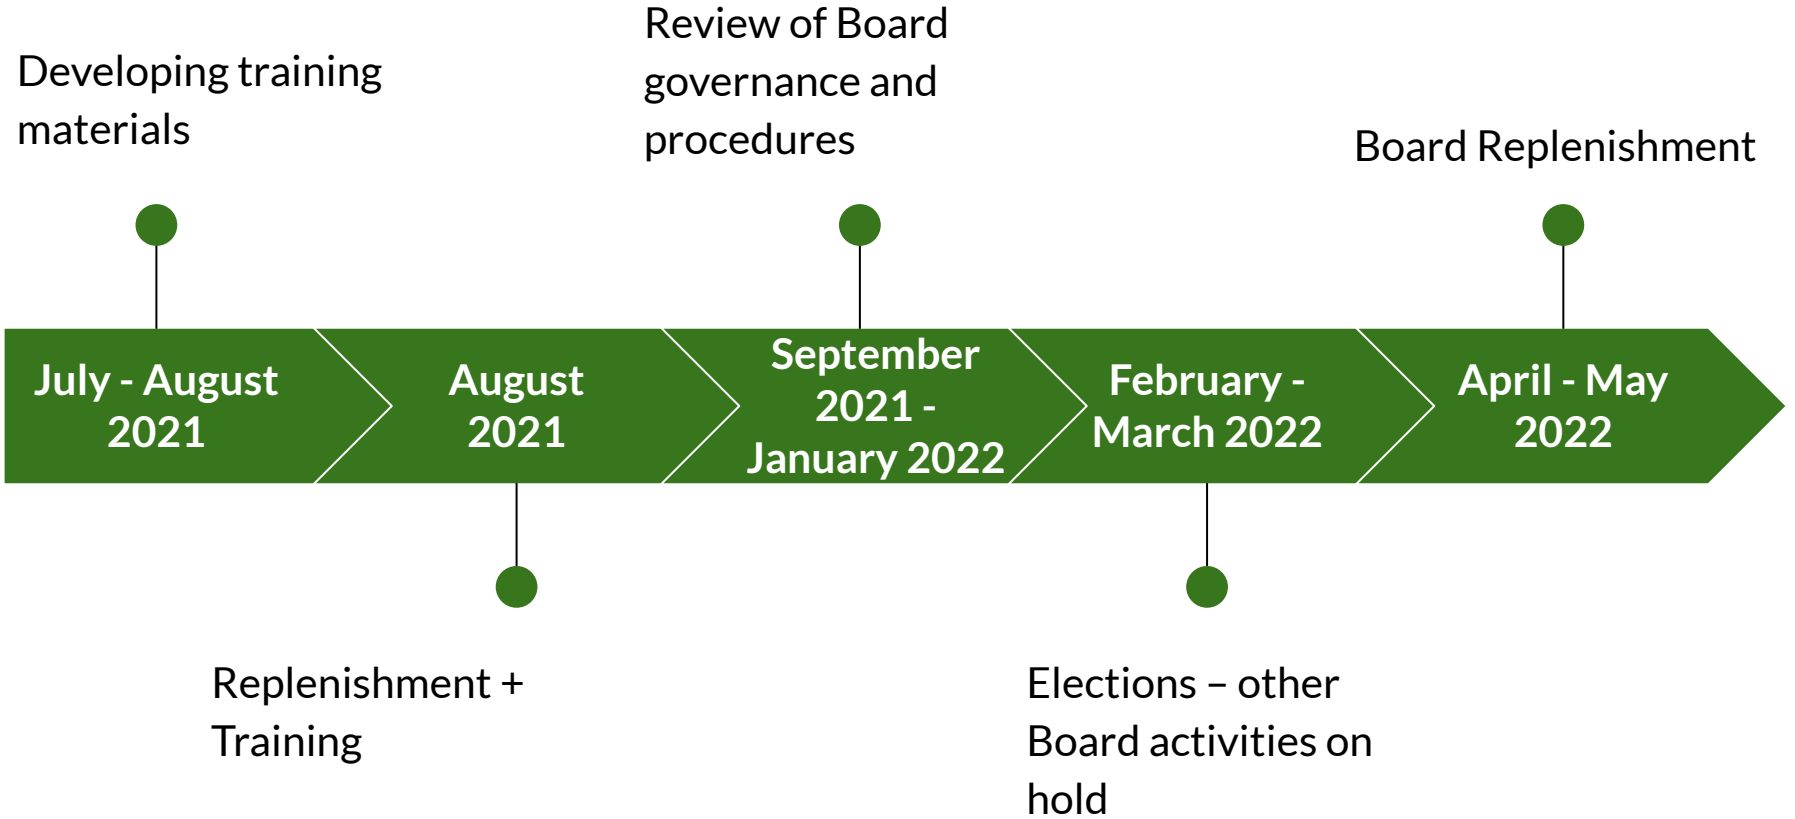 Developing training
materials
Review of Board
governance and
procedures
Board Replenishment
July - August
2021
August
2021
September
2021 -
January 2022
February -
March 2022
April - May
2022
Replenishment +
Training
Elections – other
Board activities on
hold